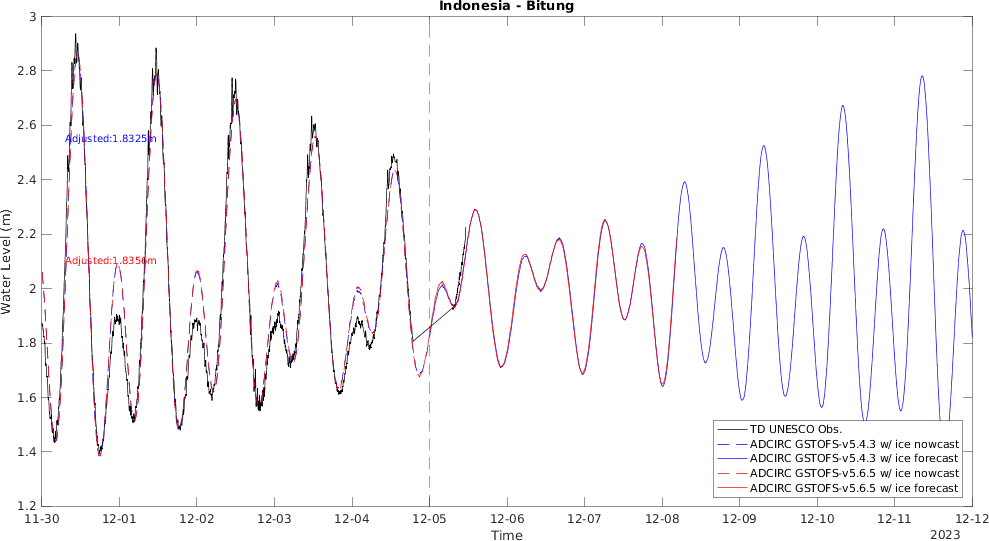 Indonesia - Bitung
Water Level (m)
3
2.8
2.6
2.4
2.2
2
1.8
1.6
1.4
1.2
Adjusted:1.8325m
Adjusted:1.8356m
TD UNESCO Obs.
ADCIRC GSTOFS-v5.4.3 w/ ice nowcast
ADCIRC GSTOFS-v5.4.3 w/ ice forecast
ADCIRC GSTOFS-v5.6.5 w/ ice nowcast
ADCIRC GSTOFS-v5.6.5 w/ ice forecast
11-30 12-01 12-02 12-03 12-04 12-05 12-06 12-07 12-08 12-09 12-10 12-11 12-12
Time
2023